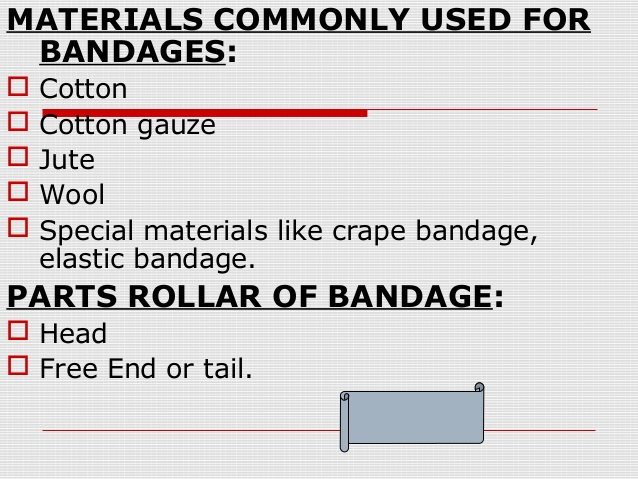 MATERIALS COMMONLY USED FOR
BANDAGES:
Cotton
Cotton gauze
Jute
Wool
Special materials like crape bandage,
elastic bandage.
PARTS ROLLAR OF BANDAGE:
Head
Free End or tail.